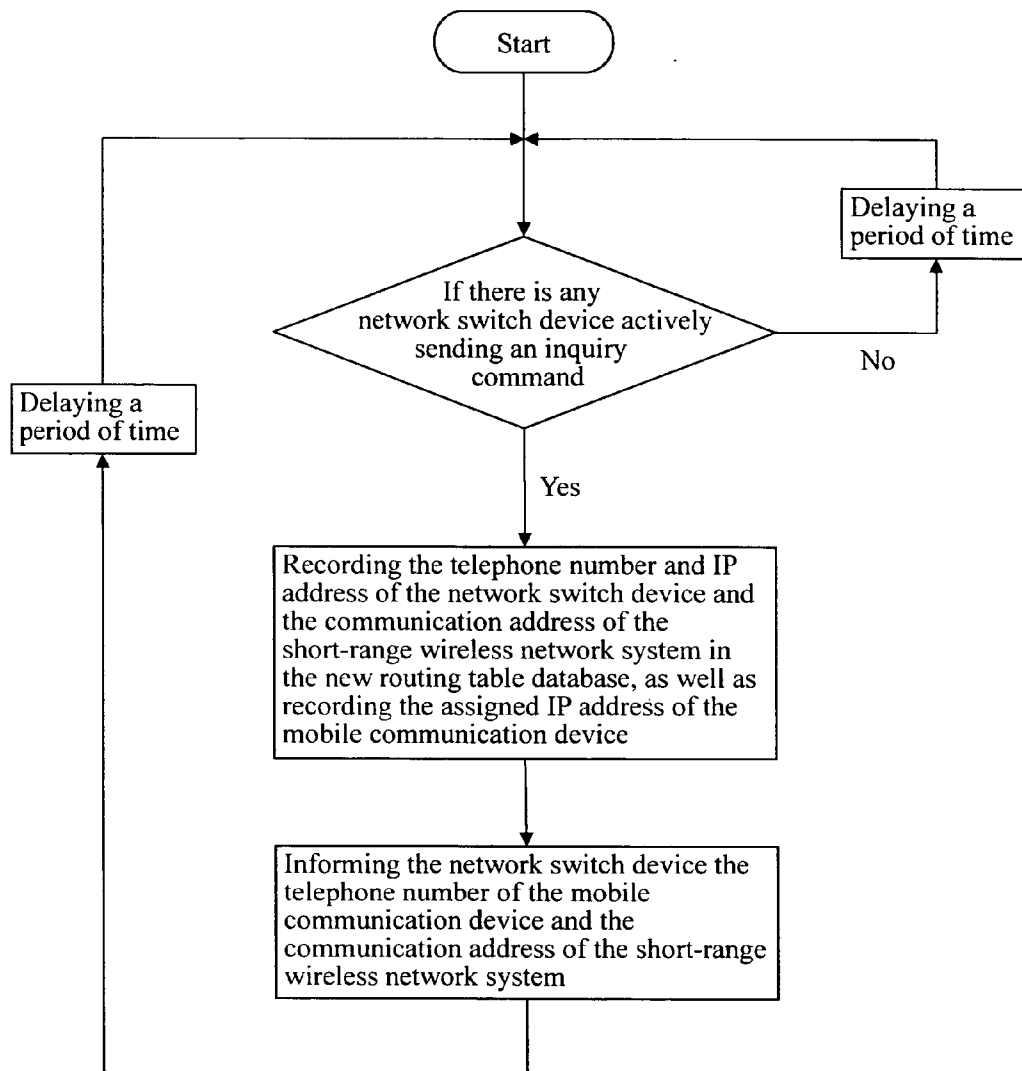 Start
Delaying a
period of time
If there is any
network switch device actively
sending an inquiry
command
No
Delaying a
period of time
Yes
Recording the telephone number and IP
address of the network switch device and
the communication address of the
short-range wireless network system in
the new routing table database, as well as
recording the assigned IP address of the
mobile communication device
Informing the network switch device the
telephone number of the mobile
communication device and the
communication address of the short-range
wireless network system